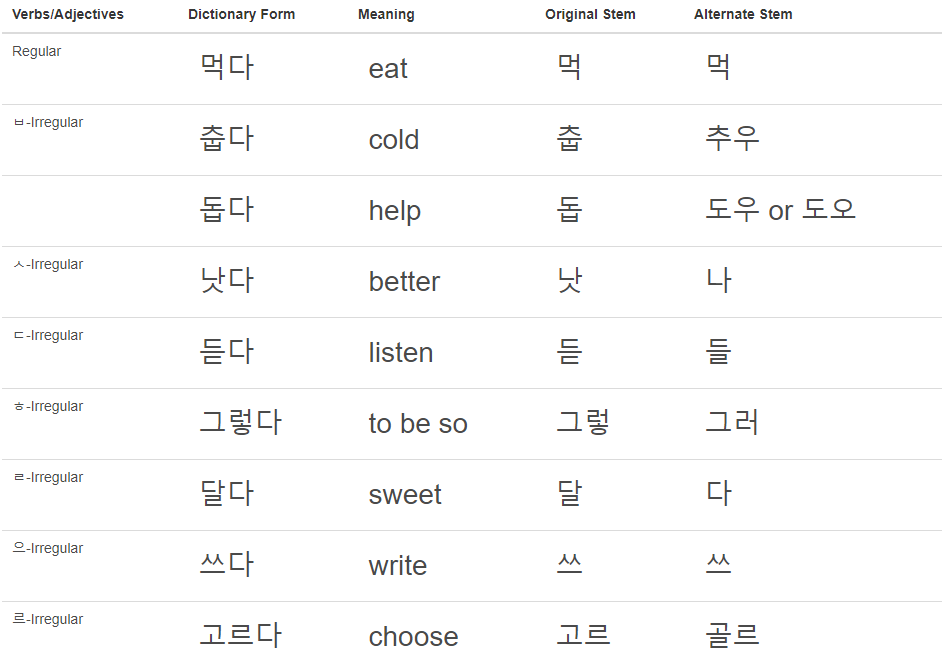 Verbs/Adjectives Dictionary Form Meaning Original Stem Alternate Stem
Regular 먹다 eat 먹 먹
ㅂ-Irregular 춥다 cold 춥 추우
돕다 help 돕 도우 or 도오
ㅅ-Irregular 낫다 better 낫 나
ㄷ-Irregular 듣다 listen 듣 들
ㅎ-Irregular 그렇다 to be so 그렇 그러
ㄹ-Irregular 달다 sweet 달 다
으-Irregular 쓰다 write 쓰 쓰
르-Irregular 고르다 choose 고르 골르